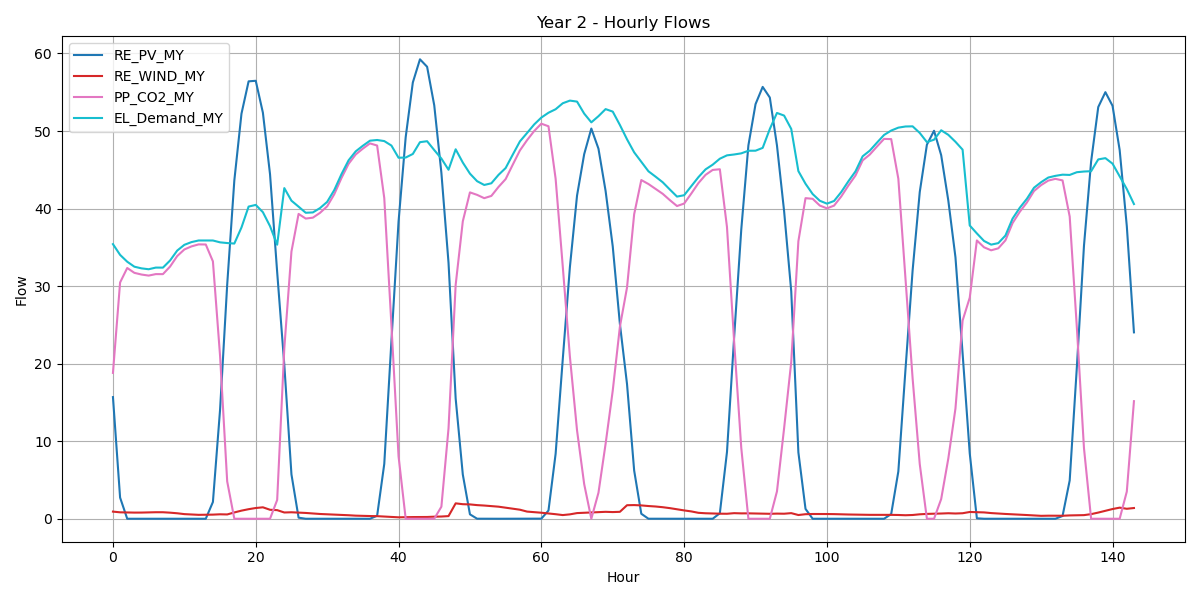 Year 2 - Hourly Flows
RE_PV_MY
RE_WIND_MY
PP_CO2_MY
EL_Demand_MY
Flow
60
50
40
30
20
10
0
0 20 40 60 80 100 120 140
Hour